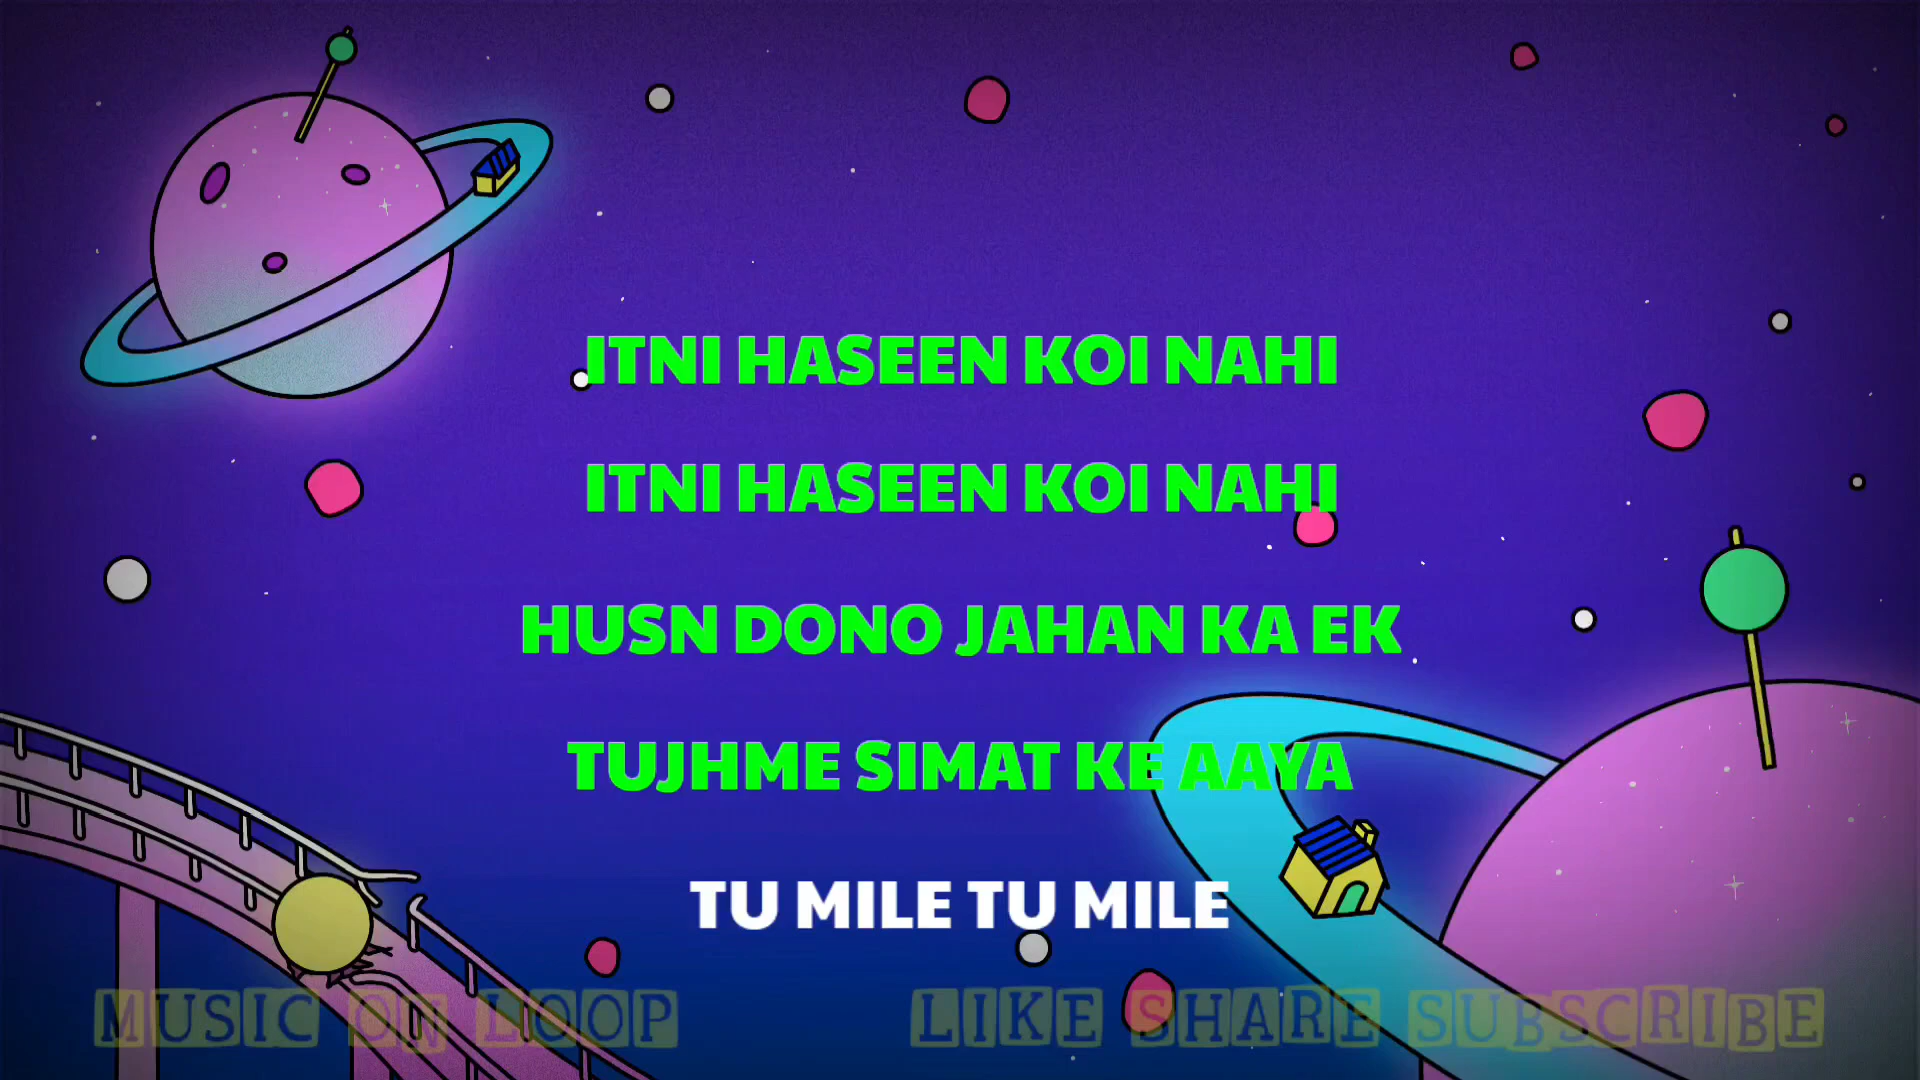 ITNI HASEEN KOI NAHI
ITNI HASEEN KOI NAHI
HUSN DONO JAHAN KA EK
TUJHME SIMAT KE AAYA
TU MILE TU MILE
MUSIC ON LOOP
LIKE SHARE SUBSCRIBE